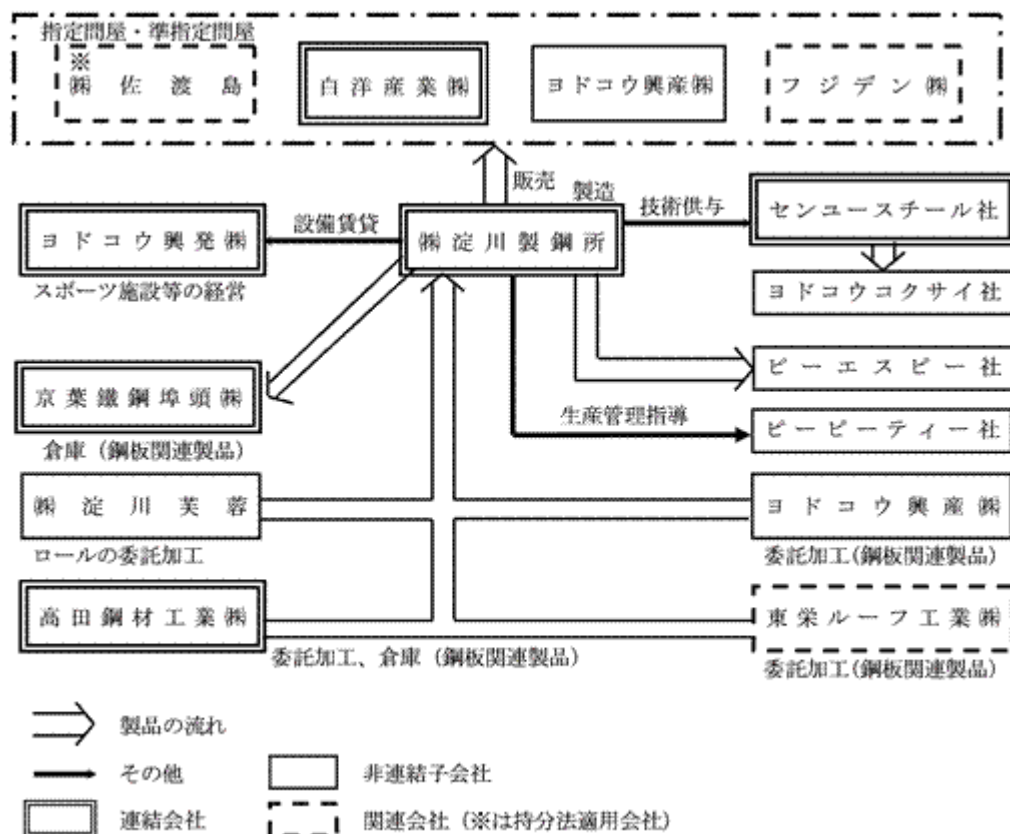 指定問屋・準指定問屋
※
㈱佐渡島
白洋産業㈱
ヨドコウ興産㈱
フジデン㈱
販売
製造
技術供与
設備賃貸
ヨドコウ興発㈱
スポーツ施設等の経営
㈱淀川製鋼所
センユースチール社
ヨドコウコクサイ社
ピーエスピー社
京葉鐵鋼埠頭㈱
倉庫（鋼板関連製品）
生産管理指導
ピーピーティー社
㈱淀川芙蓉
ロールの委託加工
ヨドコウ興産㈱
委託加工(鋼板関連製品)
高田鋼材工業㈱
東栄ルーフ工業㈱
委託加工、倉庫（鋼板関連製品）
委託加工(鋼板関連製品)
製品の流れ
その他
非連結子会社
連結会社
関連会社（※は持分法適用会社）